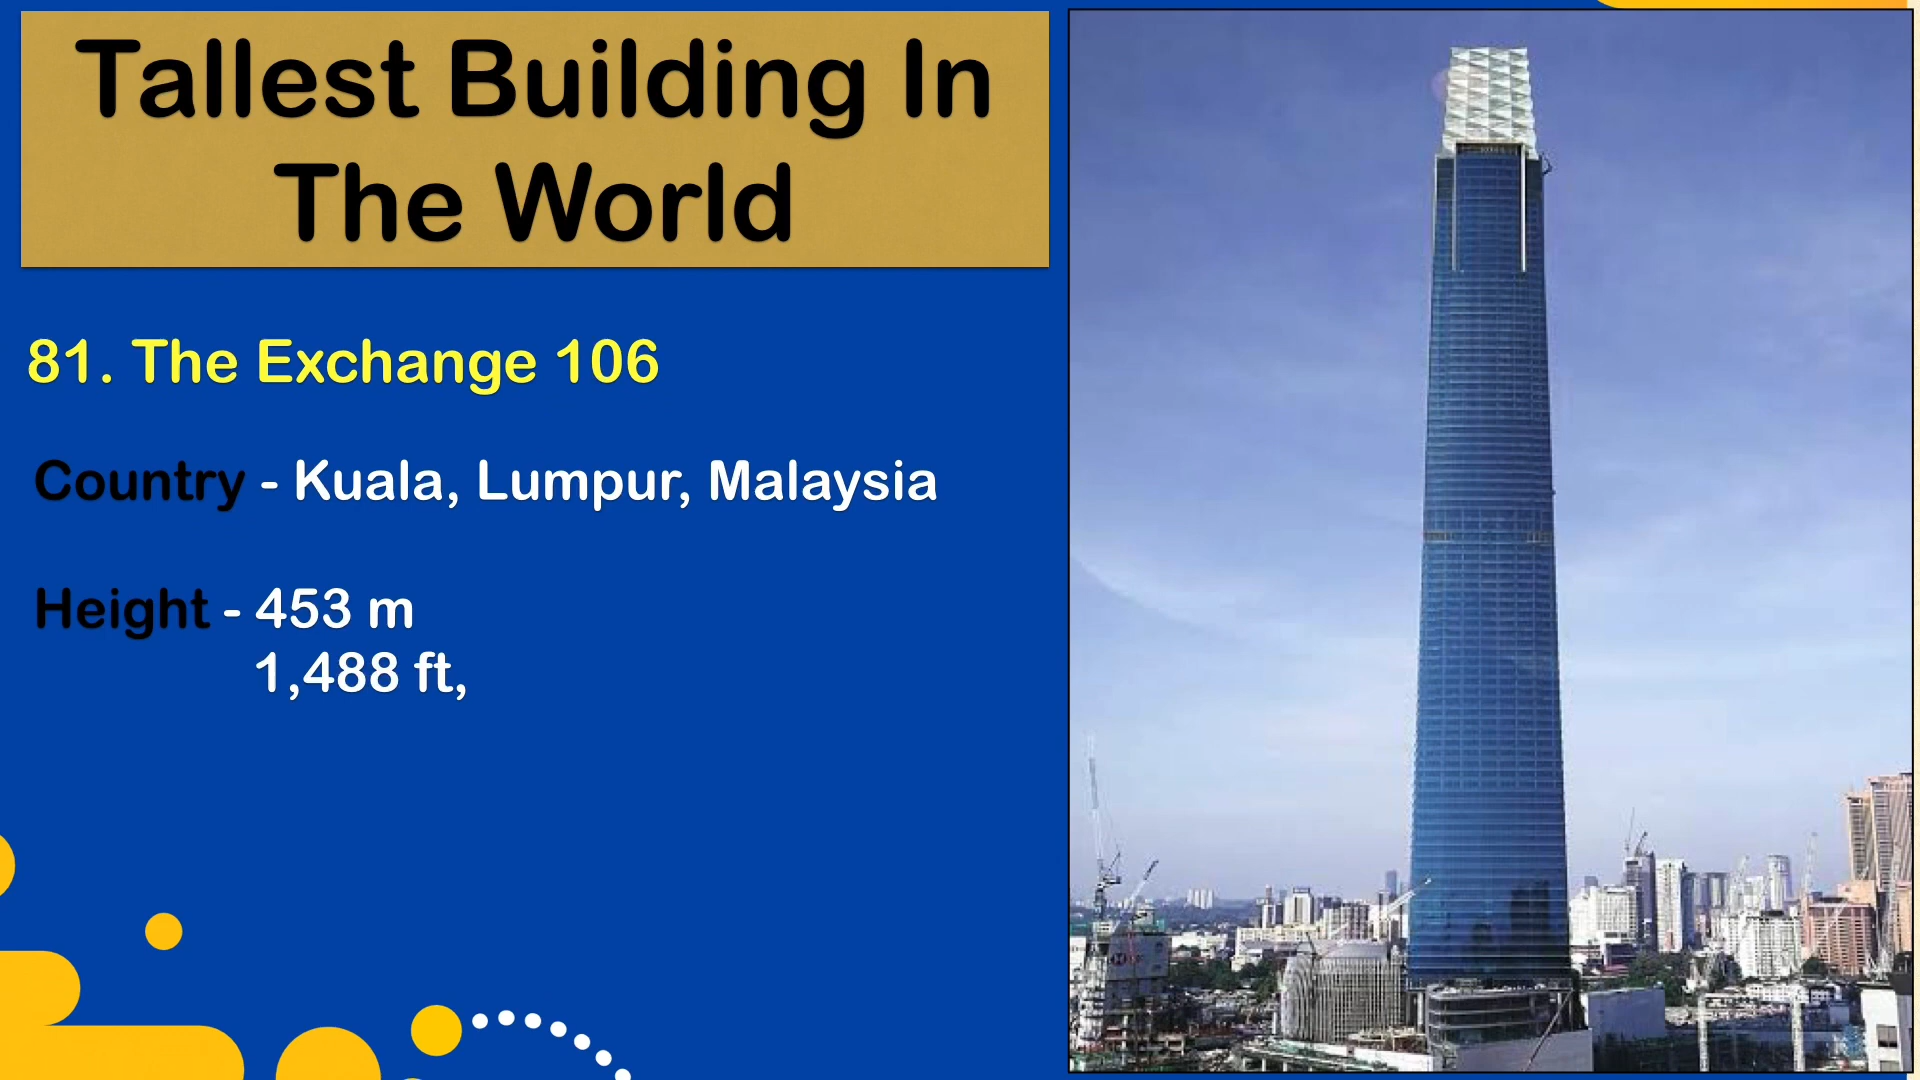 Tallest Building In
The World
81. The Exchange 106
Country - Kuala, Lumpur, Malaysia
Height - 453 m
1,488 ft,